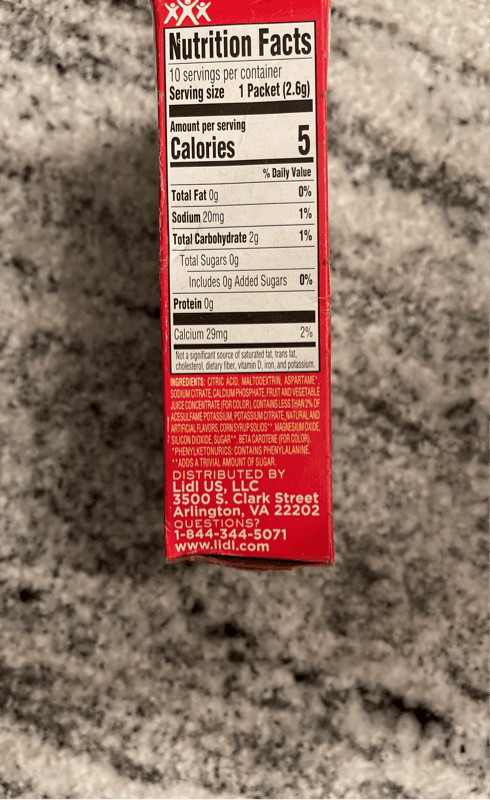 Nutrition Facts
10 servings per container
Serving size 1 Packet (2.6g)
Amount per serving
Calories 5
% Daily Value
Total Fat 0g 0%
Sodium 20mg 1%
Total Carbohydrate 2g 1%
Total Sugars 0g
Includes 0g Added Sugars 0%
Protein 0g
Calcium 29mg 2%
Not a significant source of saturated fat, trans fat,
cholesterol, dietary fiber, vitamin D, iron, and potassium.
INGREDIENTS: CITRIC ACID, MALTODEXTRIN, ASPARTAME*,
SODIUM CITRATE, CALCIUM PHOSPHATE, FRUIT AND VEGETABLE
JUICE CONCENTRATE (FOR COLOR). CONTAINS LESS THAN 2% OF
ACESULFAME POTASSIUM, POTASSIUM CITRATE, NATURAL AND
ARTIFICIAL FLAVORS, CORN SYRUP SOLIDS**, MAGNESIUM OXIDE,
SILICON DIOXIDE, SUGAR**, BETA CAROTENE (FOR COLOR).
*PHENYLKETONURICS: CONTAINS PHENYLALANINE.
**ADDS A TRIVIAL AMOUNT OF SUGAR.
DISTRIBUTED BY
Lidl US, LLC
3500 S. Clark Street
Arlington, VA 22202
QUESTIONS?
1-844-344-5071
www.lidl.com